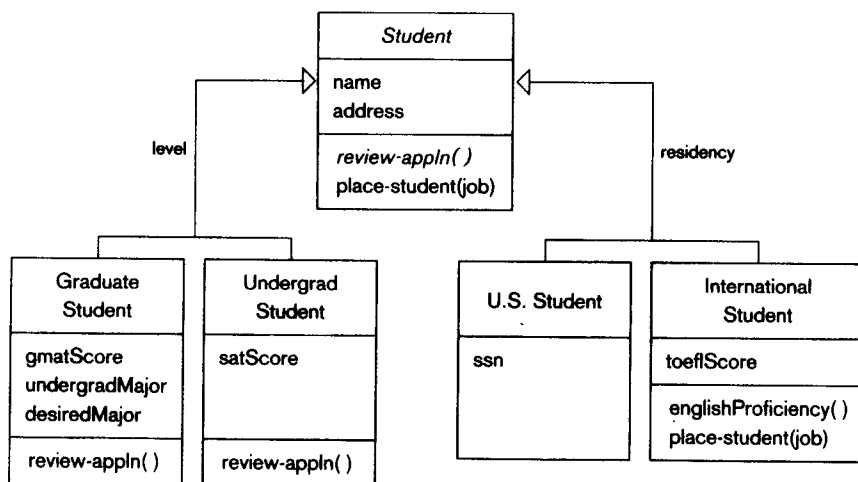 Student
name
address
review-appln( )
place-student(job)
level
residency
Graduate
Student
gmatScore
undergradMajor
desiredMajor
review-appln( )
Undergrad
Student
satScore
review-appln( )
U.S. Student
ssn
International
Student
toeflScore
englishProficiency( )
place-student(job)